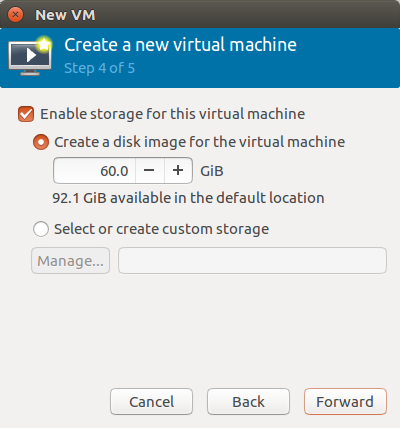 New VM
Create a new virtual machine
Step 4 of 5
Enable storage for this virtual machine
Create a disk image for the virtual machine
60.0 − + GiB
92.1 GiB available in the default location
Select or create custom storage
Manage...
Cancel Back Forward